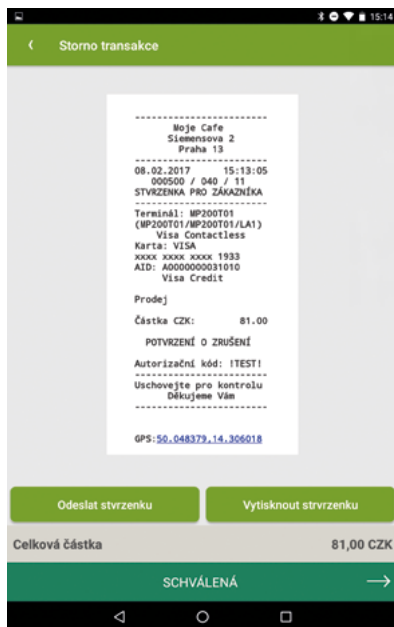 15:14
Storno transakce
Moje Cafe
Siemensova 2
Praha 13
08.02.2017 15:13:05
000500 / 040 / 11
STVRZENKA PRO ZÁKAZNÍKA
Terminál: MP200T01
(MP200T01/MP200T01/LA1)
Visa Contactless
Karta: VISA
xxxx xxxx xxxx 1933
AID: A0000000031010
Visa Credit
Prodej
Částka CZK: 81.00
POTVRZENÍ O ZRUŠENÍ
Autorizační kód: !TEST!
Uschovejte pro kontrolu
Děkujeme Vám
GPS:50.048379,14.306018
Odeslat stvrzenku
Vytisknout strvrzenku
Celková částka 81,00 CZK
SCHVÁLENÁ